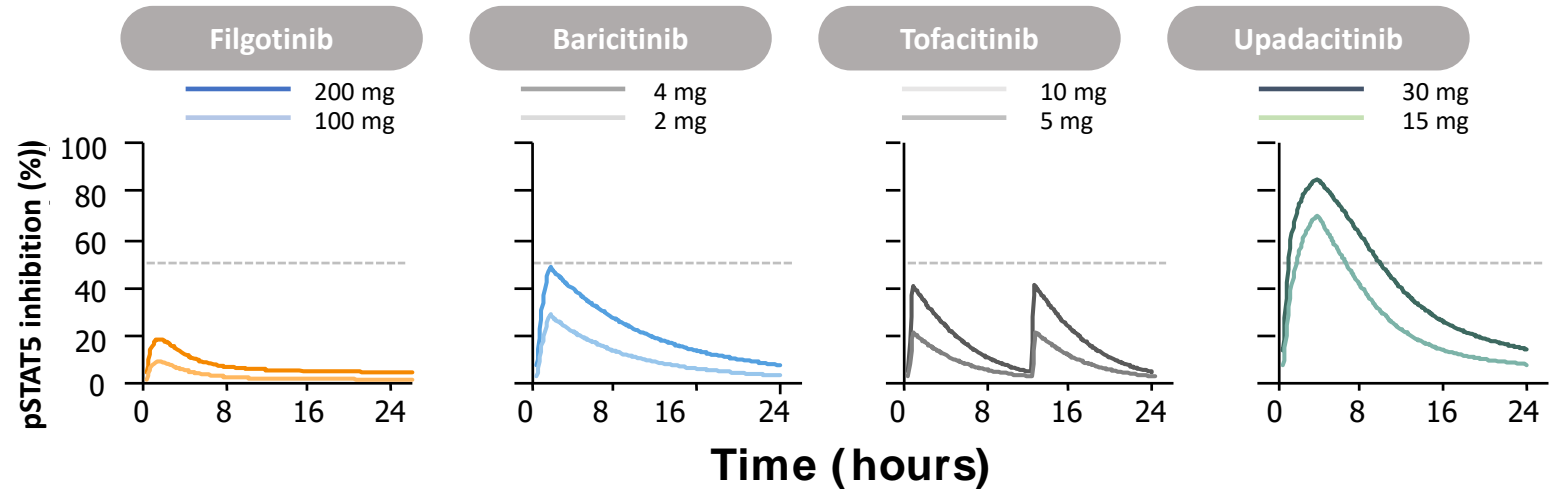 Filgotinib
Baricitinib
Tofacitinib
Upadacitinib
200 mg
100 mg
4 mg
2 mg
10 mg
5 mg
30 mg
15 mg
pSTAT5 inhibition (%))
100
80
60
40
20
0
0 8 16 24
0 8 16 24
0 8 16 24
0 8 16 24
Time (hours)